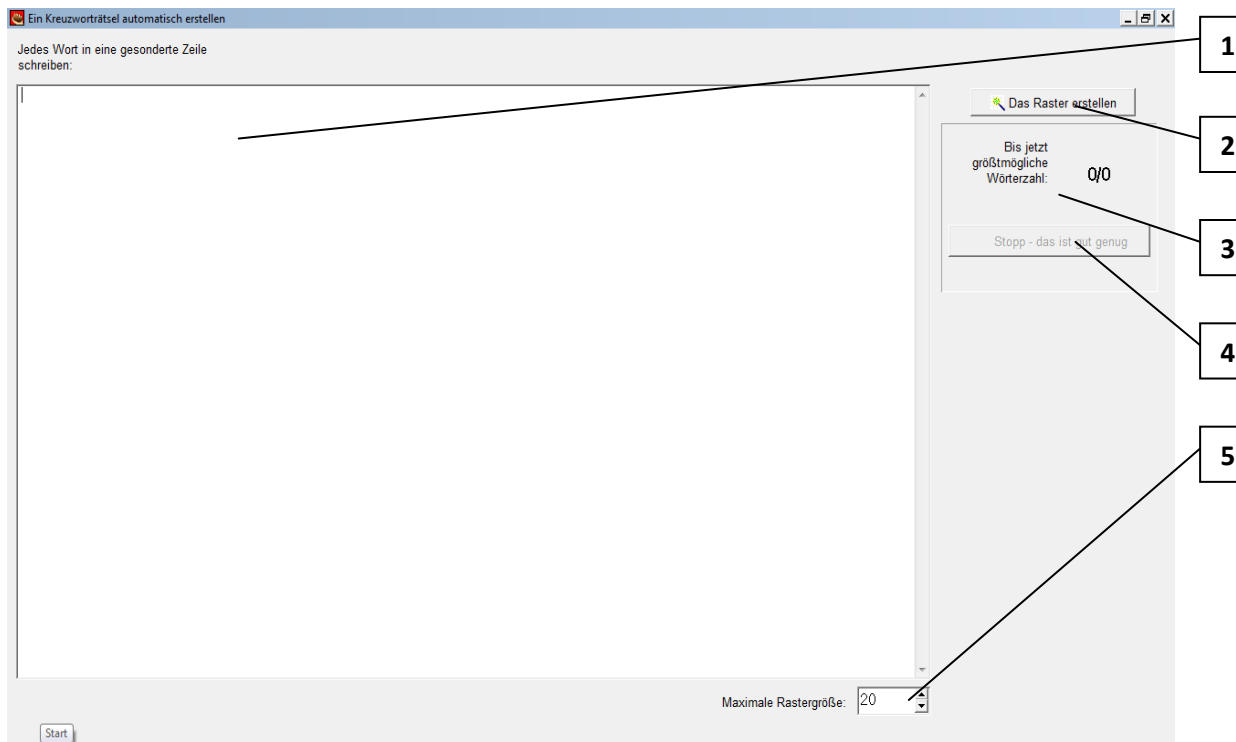 Ein Kreuzworträtsel automatisch erstellen
Jedes Wort in eine gesonderte Zeile
schreiben:
1
Das Raster erstellen
2
Bis jetzt
größtmögliche
Wörterzahl:
0/0
3
Stopp - das ist gut genug
4
5
Maximale Rastergröße:
20
Start